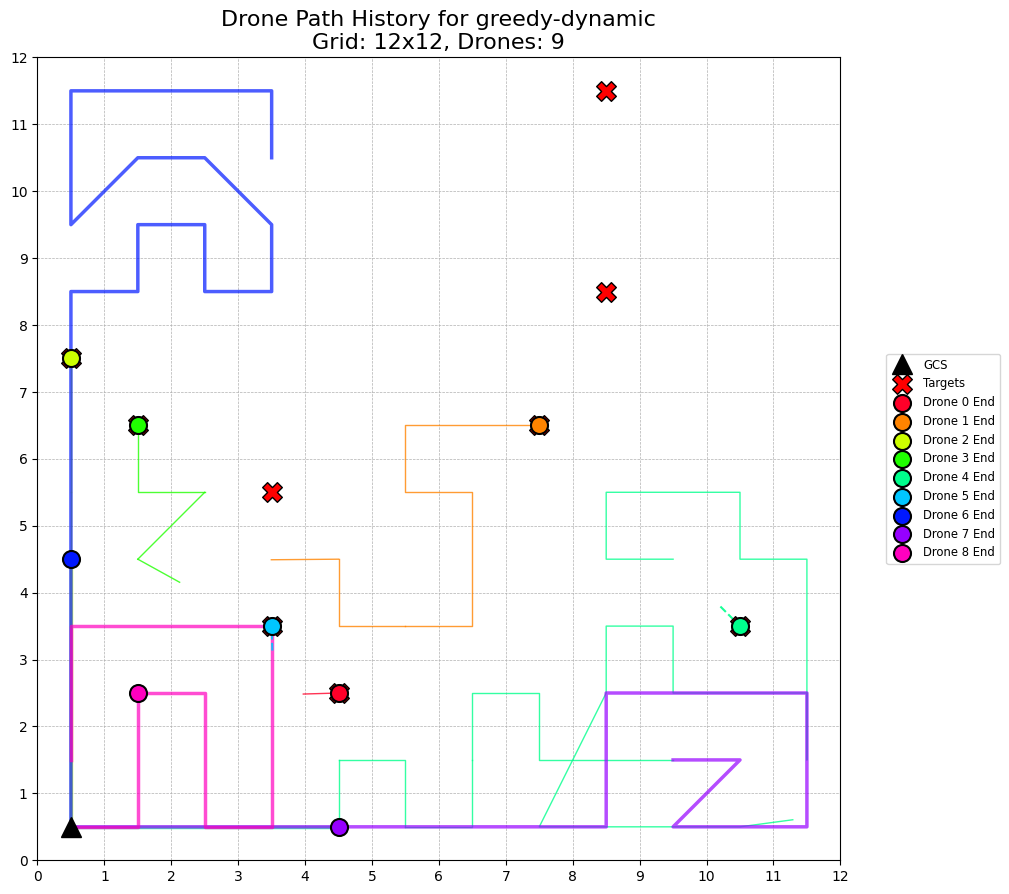 Drone Path History for greedy-dynamic
Grid: 12x12, Drones: 9
12
11
10
9
8
7
6
5
4
3
2
1
0
0 1 2 3 4 5 6 7 8 9 10 11 12
GCS
Targets
Drone 0 End
Drone 1 End
Drone 2 End
Drone 3 End
Drone 4 End
Drone 5 End
Drone 6 End
Drone 7 End
Drone 8 End